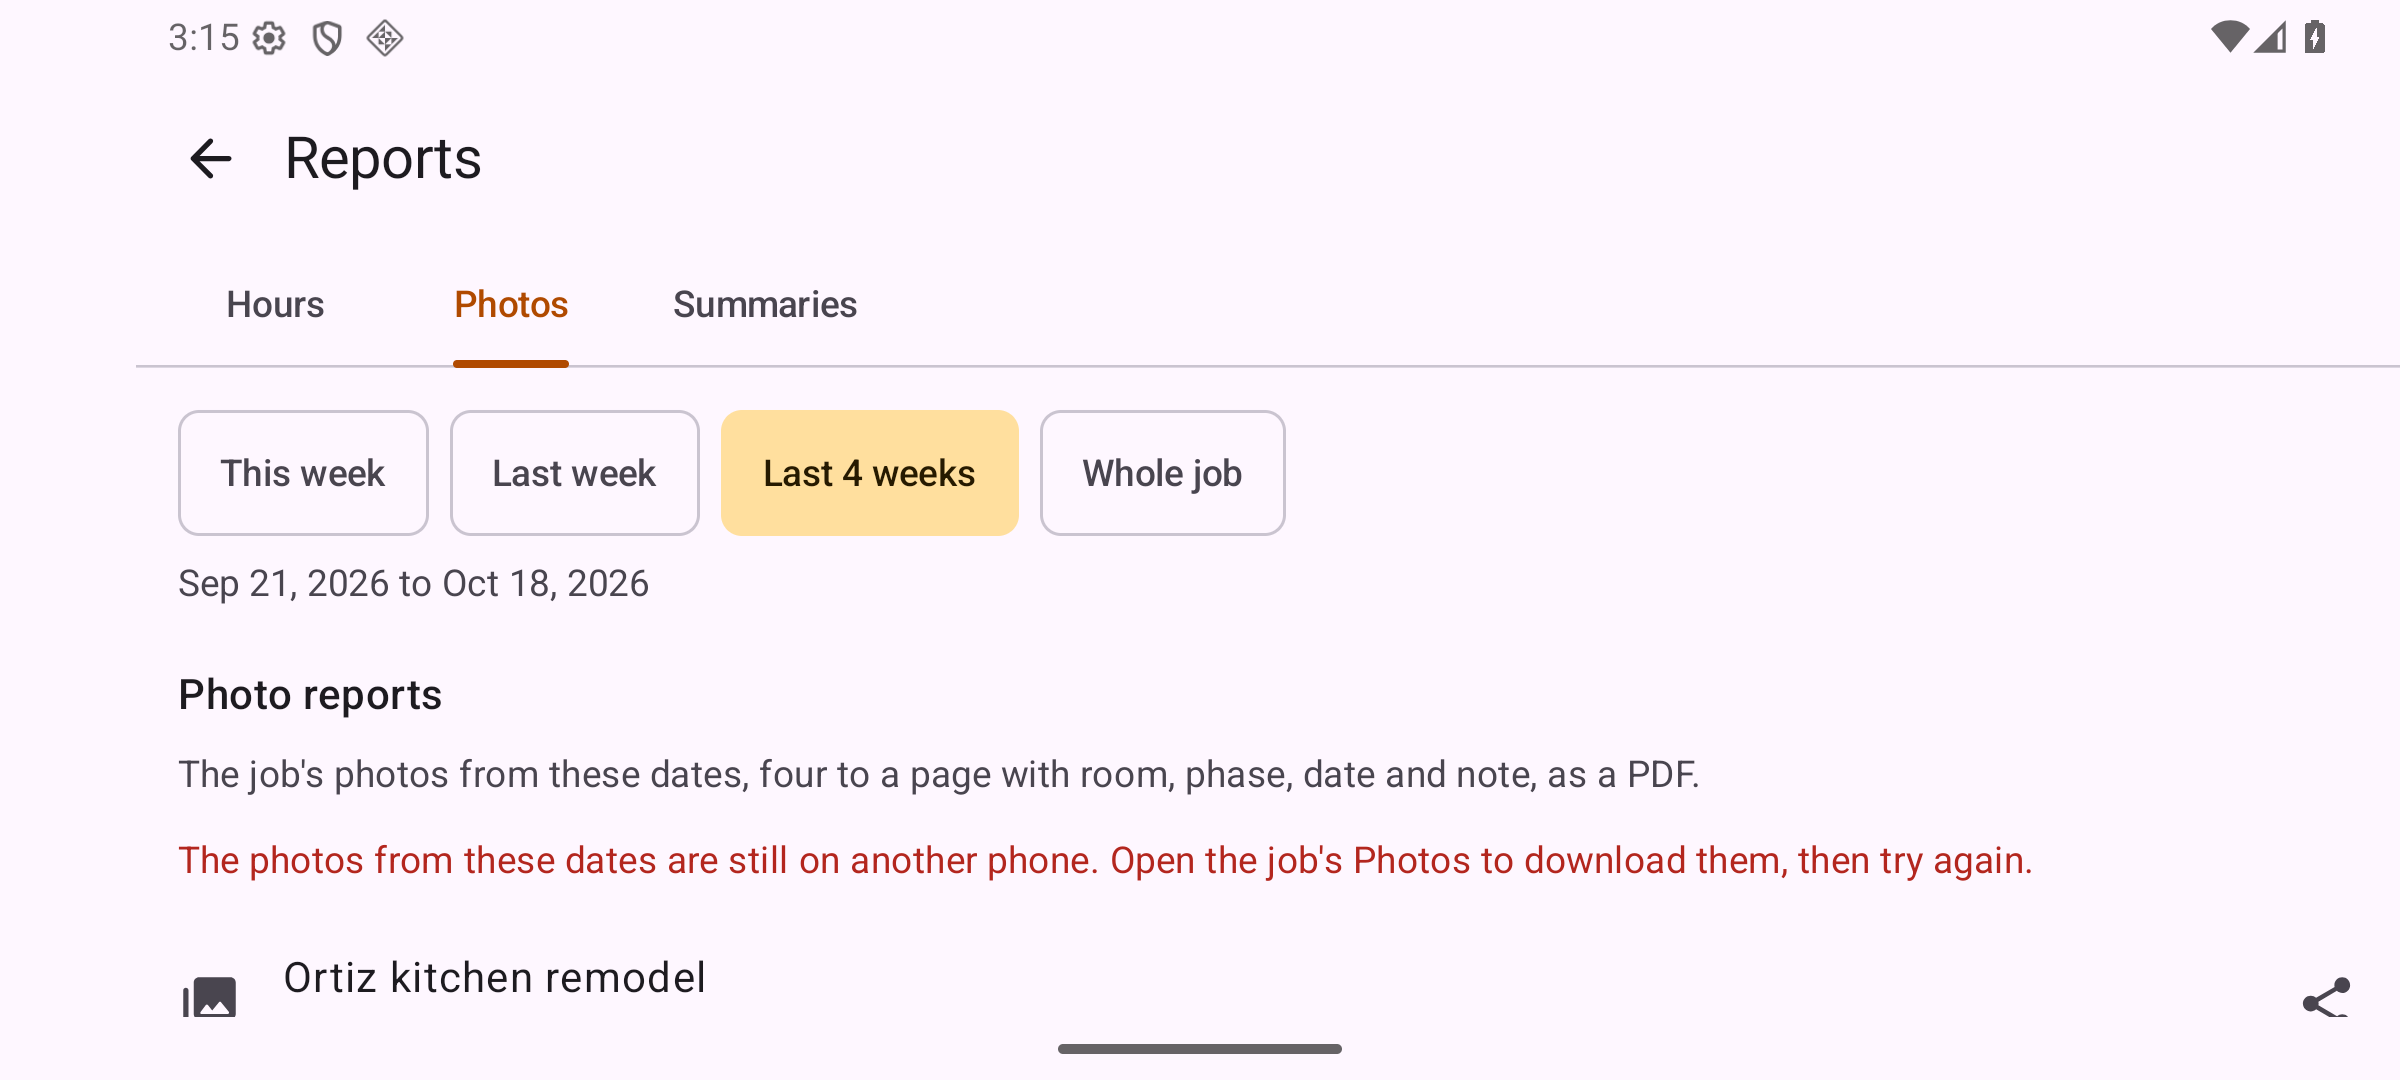 3:15
Reports
Hours
Photos
Summaries
This week
Last week
Last 4 weeks
Whole job
Sep 21, 2026 to Oct 18, 2026
Photo reports
The job's photos from these dates, four to a page with room, phase, date and note, as a PDF.
The photos from these dates are still on another phone. Open the job's Photos to download them, then try again.
Ortiz kitchen remodel